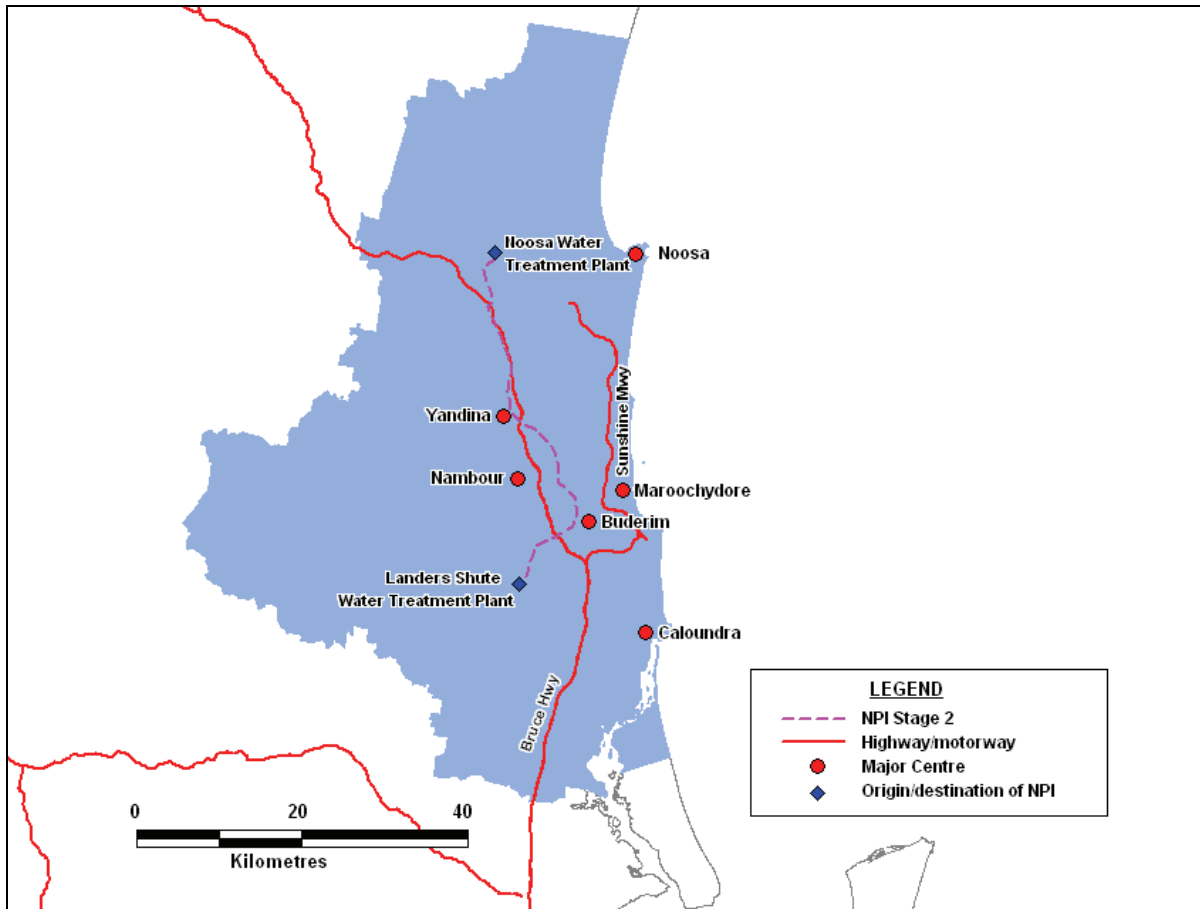 Noosa Water
Treatment Plant
Noosa
Sunshine Mwy
Yandina
Nambour
Maroochydore
Buderim
Landers Shute
Water Treatment Plant
Caloundra
Bruce Hwy
LEGEND
NPI Stage 2
Highway/motorway
Major Centre
Origin/destination of NPI
0 20 40
Kilometres